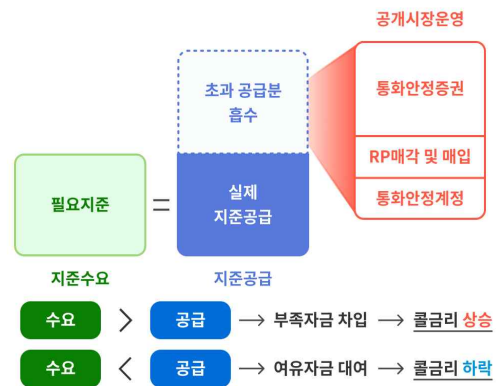 공개시장운영
초과 공급분
흡수
통화안정증권
RP매각 및 매입
통화안정계정
필요지준
=
실제
지준공급
지준수요
지준공급
수요 > 공급 → 부족자금 차입 → 콜금리 상승
수요 < 공급 → 여유자금 대여 → 콜금리 하락